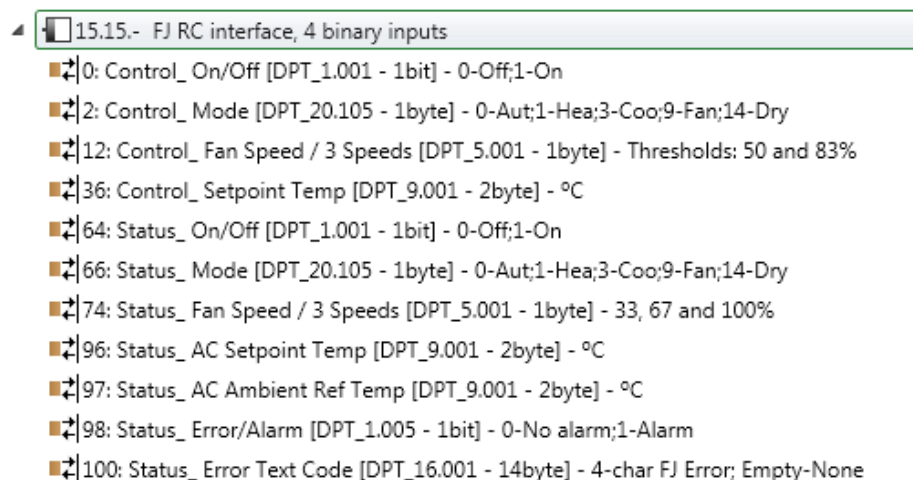 15.15.- FJ RC interface, 4 binary inputs
0: Control_ On/Off [DPT_1.001 - 1bit] - 0-Off;1-On
2: Control_ Mode [DPT_20.105 - 1byte] - 0-Aut;1-Hea;3-Coo;9-Fan;14-Dry
12: Control_ Fan Speed / 3 Speeds [DPT_5.001 - 1byte] - Thresholds: 50 and 83%
36: Control_ Setpoint Temp [DPT_9.001 - 2byte] - ºC
64: Status_ On/Off [DPT_1.001 - 1bit] - 0-Off;1-On
66: Status_ Mode [DPT_20.105 - 1byte] - 0-Aut;1-Hea;3-Coo;9-Fan;14-Dry
74: Status_ Fan Speed / 3 Speeds [DPT_5.001 - 1byte] - 33, 67 and 100%
96: Status_ AC Setpoint Temp [DPT_9.001 - 2byte] - ºC
97: Status_ AC Ambient Ref Temp [DPT_9.001 - 2byte] - ºC
98: Status_ Error/Alarm [DPT_1.005 - 1bit] - 0-No alarm;1-Alarm
100: Status_ Error Text Code [DPT_16.001 - 14byte] - 4-char FJ Error; Empty-None